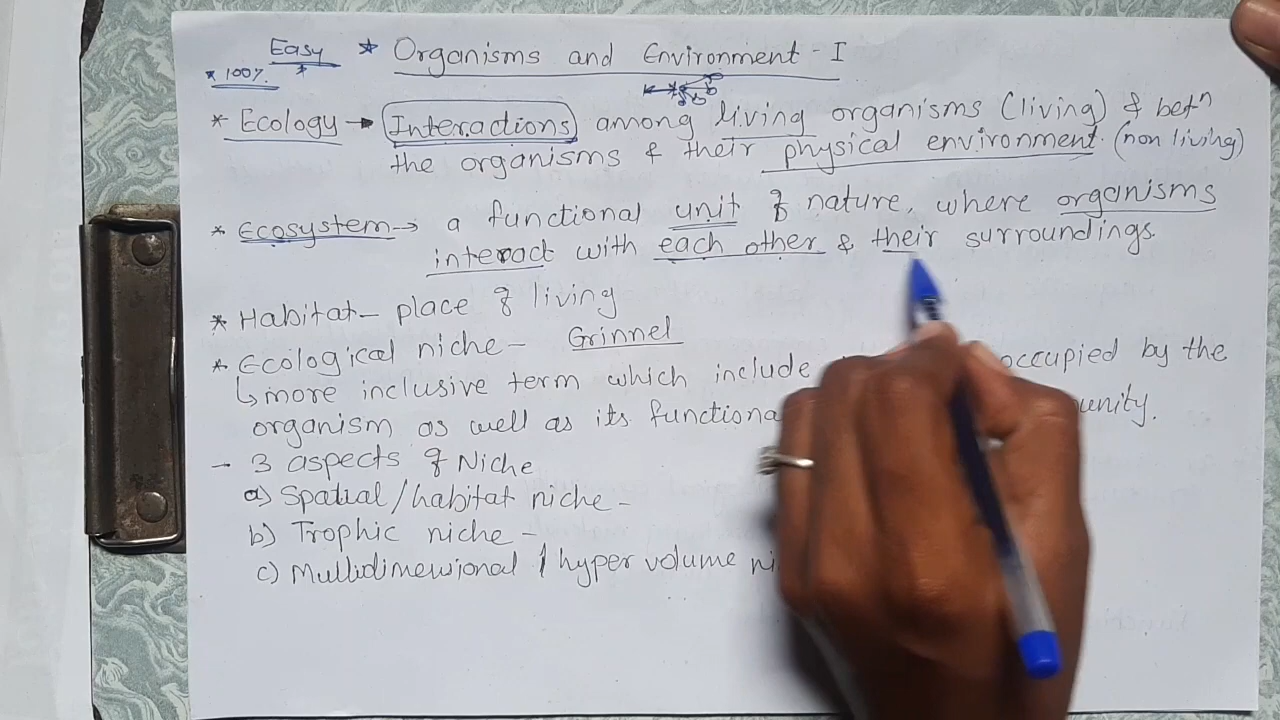 Easy * Organisms and Environment - I
* 100%.
* Ecology → Interactions among living organisms (living) & betⁿ
the organisms & their physical environment. (non living)
* Ecosystem → a functional unit of nature, where organisms
interact with each other & their surroundings.
* Habitat - place of living
* Ecological niche - Grinnel
↳ more inclusive term which include occupied by the
organism as well as its
- 3 aspects of Niche
a) Spatial/habitat niche -
b) Trophic niche -
c) Multidimensional / hyper volume